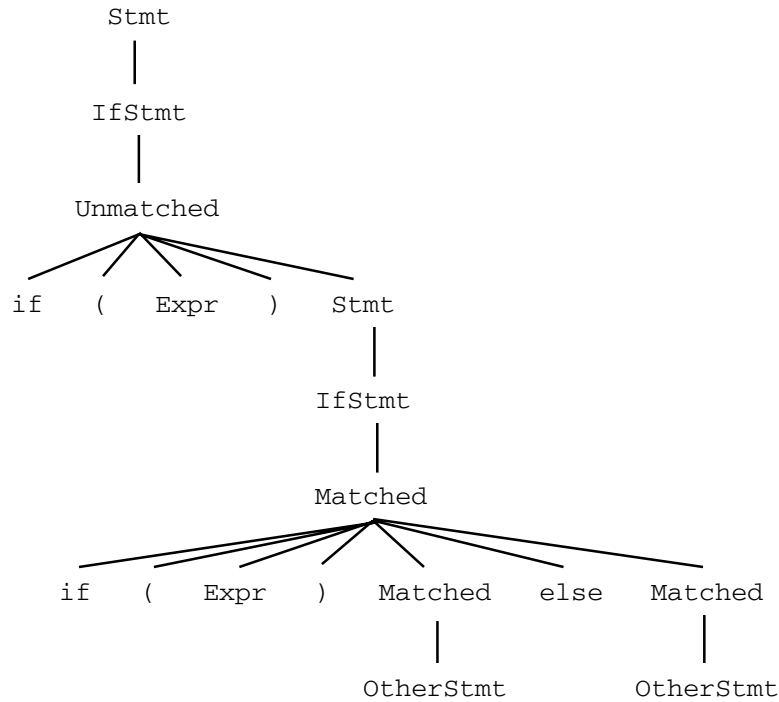 Stmt
IfStmt
Unmatched
if ( Expr ) Stmt
IfStmt
Matched
if ( Expr ) Matched else Matched
OtherStmt OtherStmt